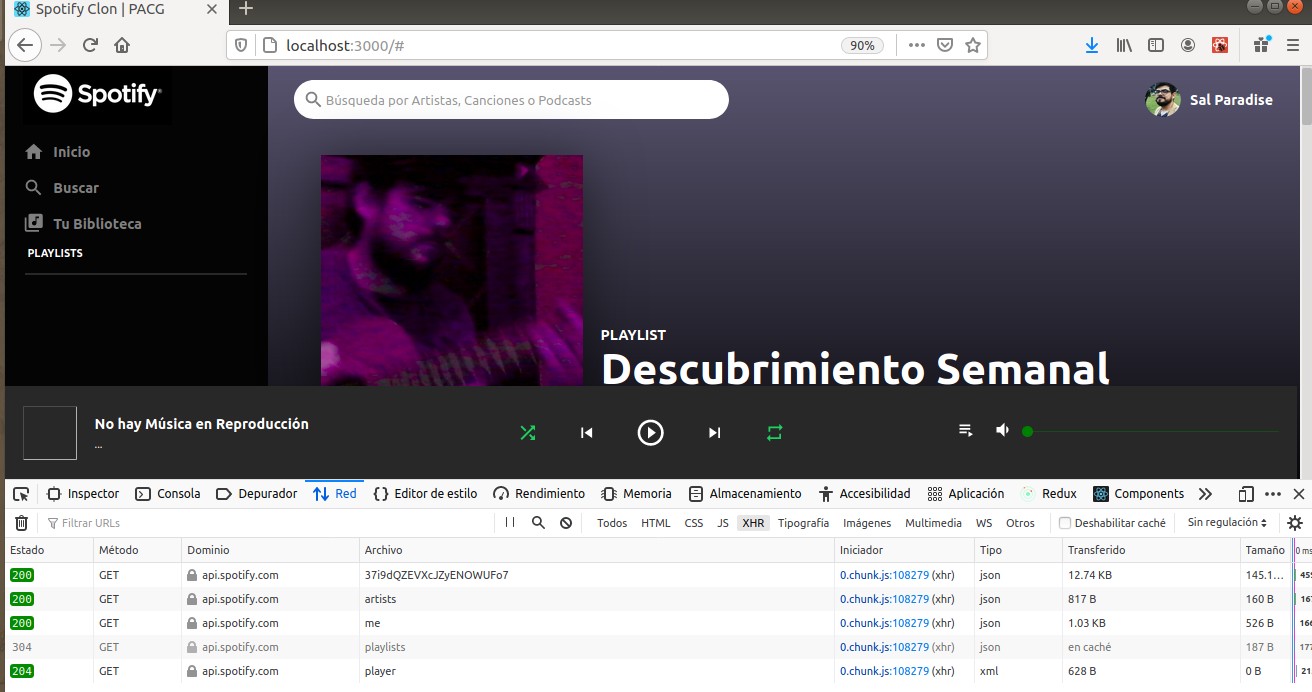 Spotify Clon | PACG
localhost:3000/#
90%
Spotify
Búsqueda por Artistas, Canciones o Podcasts
Sal Paradise
Inicio
Buscar
Tu Biblioteca
PLAYLISTS
PLAYLIST
Descubrimiento Semanal
No hay Música en Reproducción
...
Inspector Consola Depurador Red Editor de estilo Rendimiento Memoria Almacenamiento Accesibilidad Aplicación Redux Components
Filtrar URLs Todos HTML CSS JS XHR Tipografía Imágenes Multimedia WS Otros Deshabilitar caché Sin regulación
Estado Método Dominio Archivo Iniciador Tipo Transferido Tamaño 0 ms
200 GET api.spotify.com 37i9dQZEVXcJZyENOWUFo7 0.chunk.js:108279 (xhr) json 12.74 KB 145.1…
200 GET api.spotify.com artists 0.chunk.js:108279 (xhr) json 817 B 160 B
200 GET api.spotify.com me 0.chunk.js:108279 (xhr) json 1.03 KB 526 B
304 GET api.spotify.com playlists 0.chunk.js:108279 (xhr) json en caché 187 B
204 GET api.spotify.com player 0.chunk.js:108279 (xhr) xml 628 B 0 B